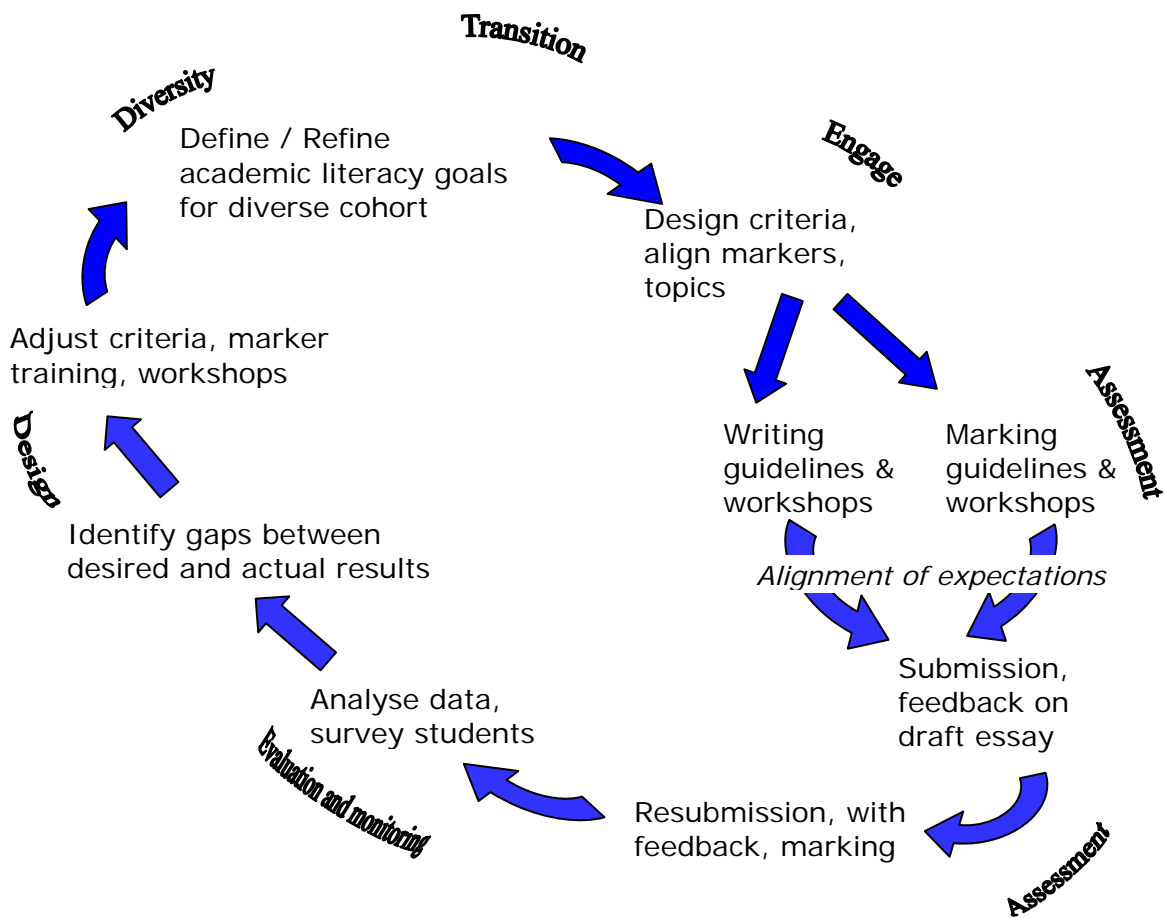 Transition
Diversity
Define / Refine
academic literacy goals
for diverse cohort
Engage
Design criteria,
align markers,
topics
Adjust criteria, marker
training, workshops
Assessment
Design
Writing
guidelines &
workshops
Marking
guidelines &
workshops
Identify gaps between
desired and actual results
Alignment of expectations
Submission,
feedback on
draft essay
Analyse data,
survey students
Evaluation and monitoring
Resubmission, with
feedback, marking
Assessment